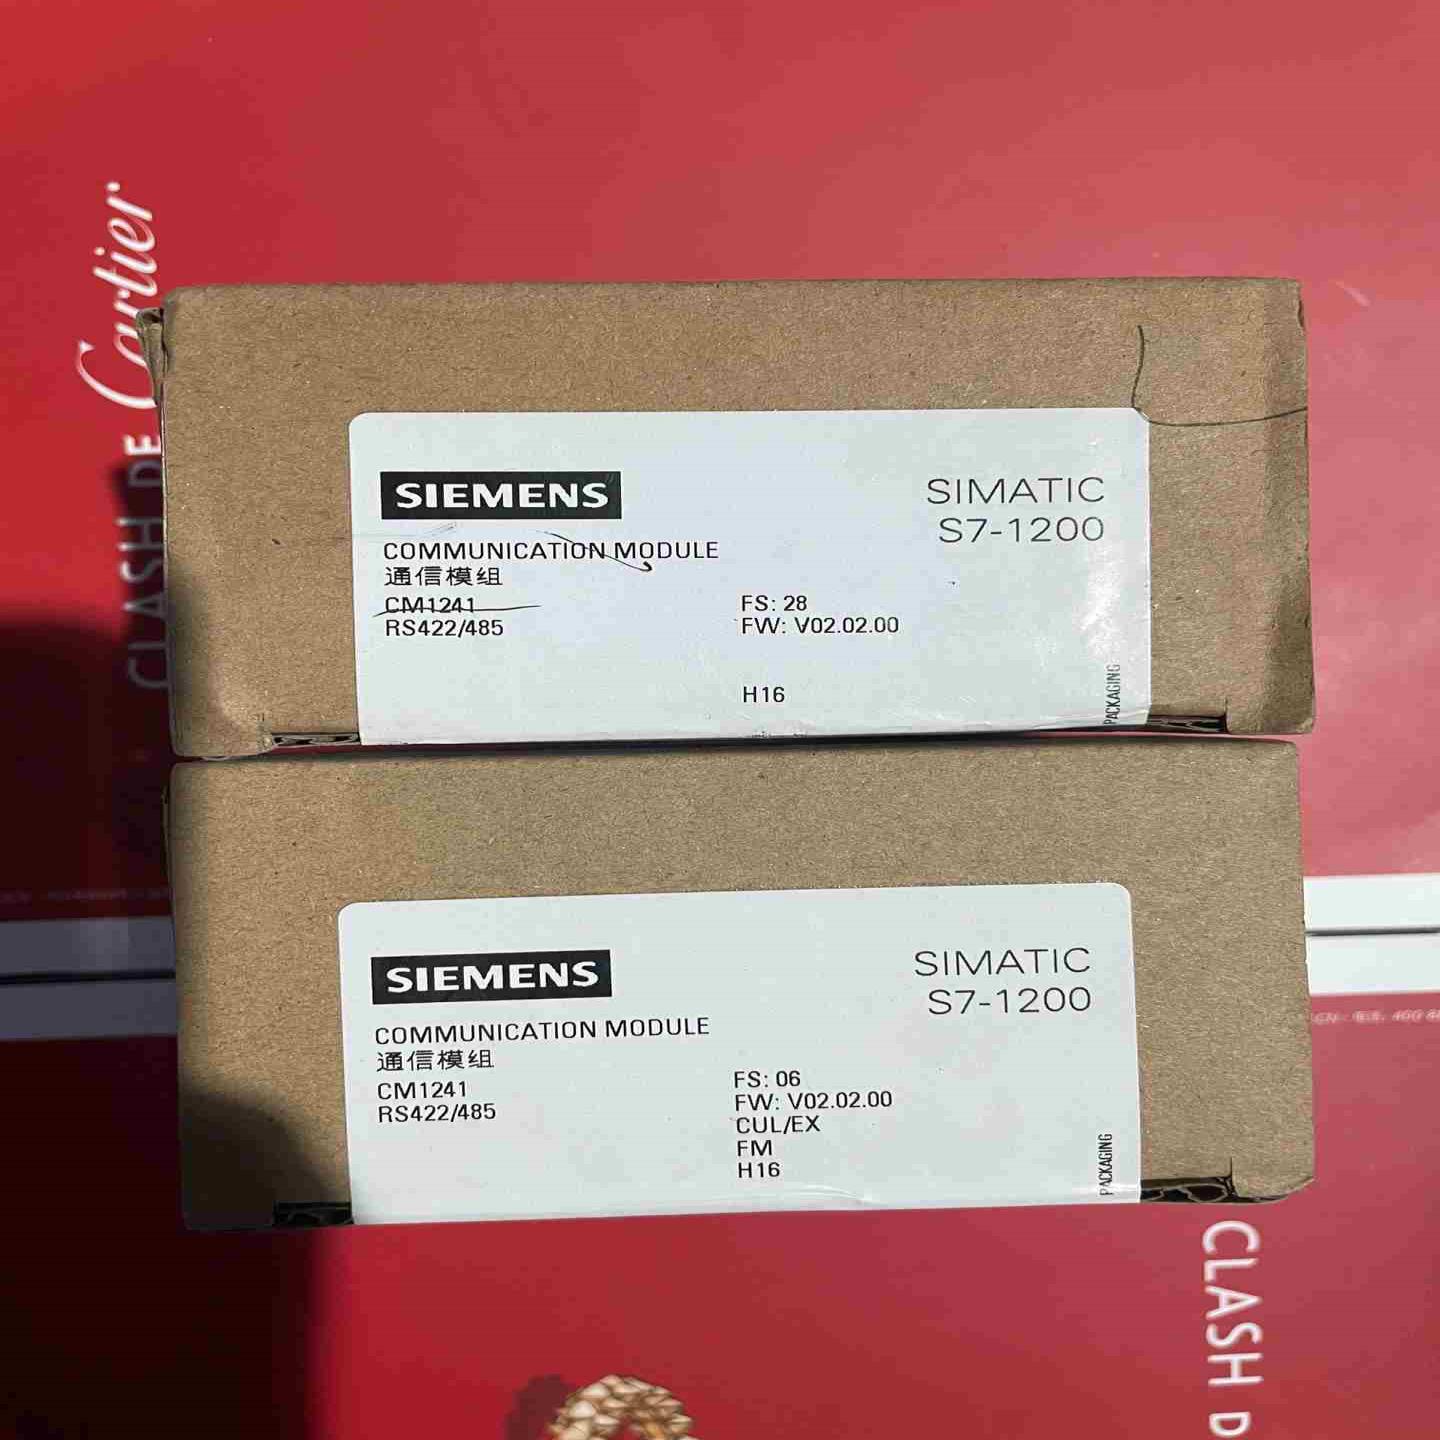 Cartier
CLASH DE
SIEMENS
SIMATIC
S7-1200
COMMUNICATION MODULE
通信模组
CM1241
RS422/485
FS: 28
FW: V02.02.00
H16
PACKAGING
SIEMENS
SIMATIC
S7-1200
COMMUNICATION MODULE
通信模组
CM1241
RS422/485
FS: 06
FW: V02.02.00
CUL/EX
FM
H16
PACKAGING
CLASH D